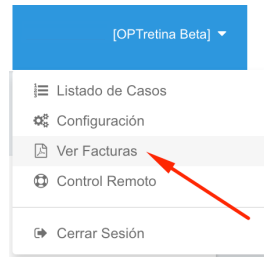 [OPTretina Beta]
Listado de Casos
Configuración
Ver Facturas
Control Remoto
Cerrar Sesión